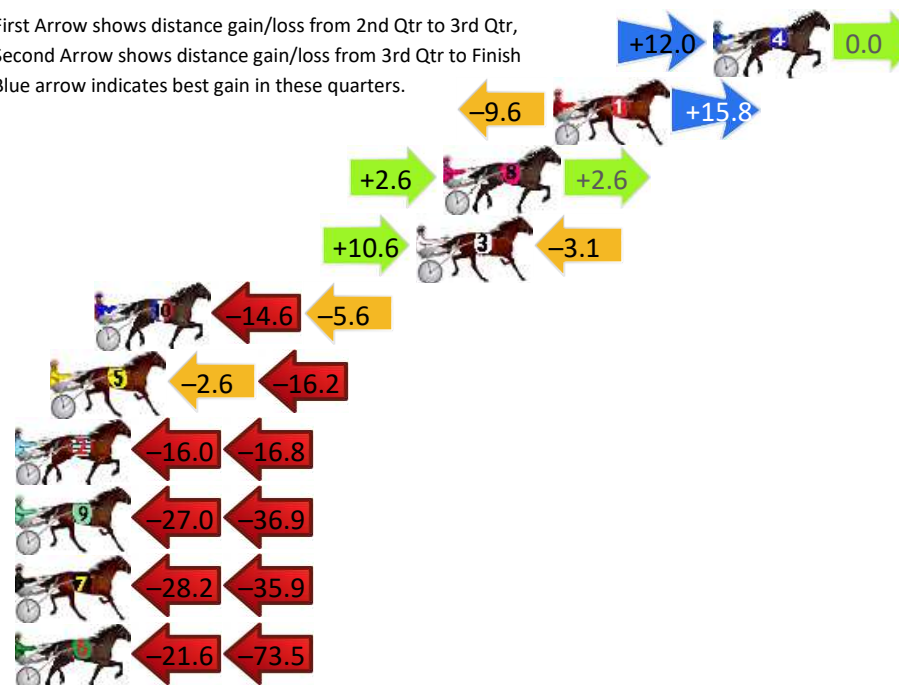 First Arrow shows distance gain/loss from 2nd Qtr to 3rd Qtr,
Second Arrow shows distance gain/loss from 3rd Qtr to Finish
Blue arrow indicates best gain in these quarters.
+12.0 4 0.0
–9.6 1 +15.8
+2.6 8 +2.6
+10.6 3 –3.1
10 –14.6 –5.6
5 –2.6 –16.2
–16.0 –16.8
9 –27.0 –36.9
7 –28.2 –35.9
–21.6 –73.5